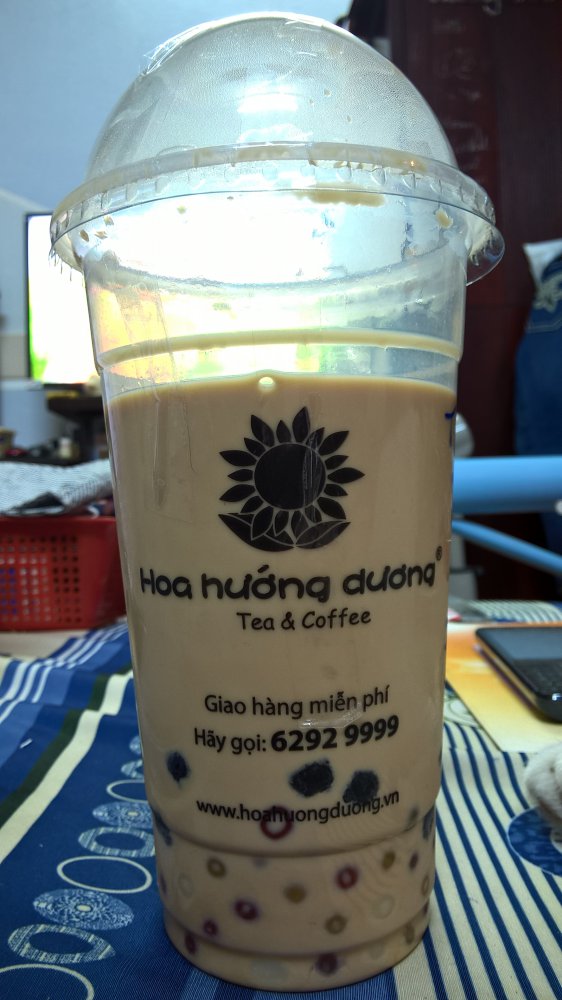 Hoa hướng dương®
Tea & Coffee
Giao hàng miễn phí
Hãy gọi: 6292 9999
www.hoahuongduong.vn